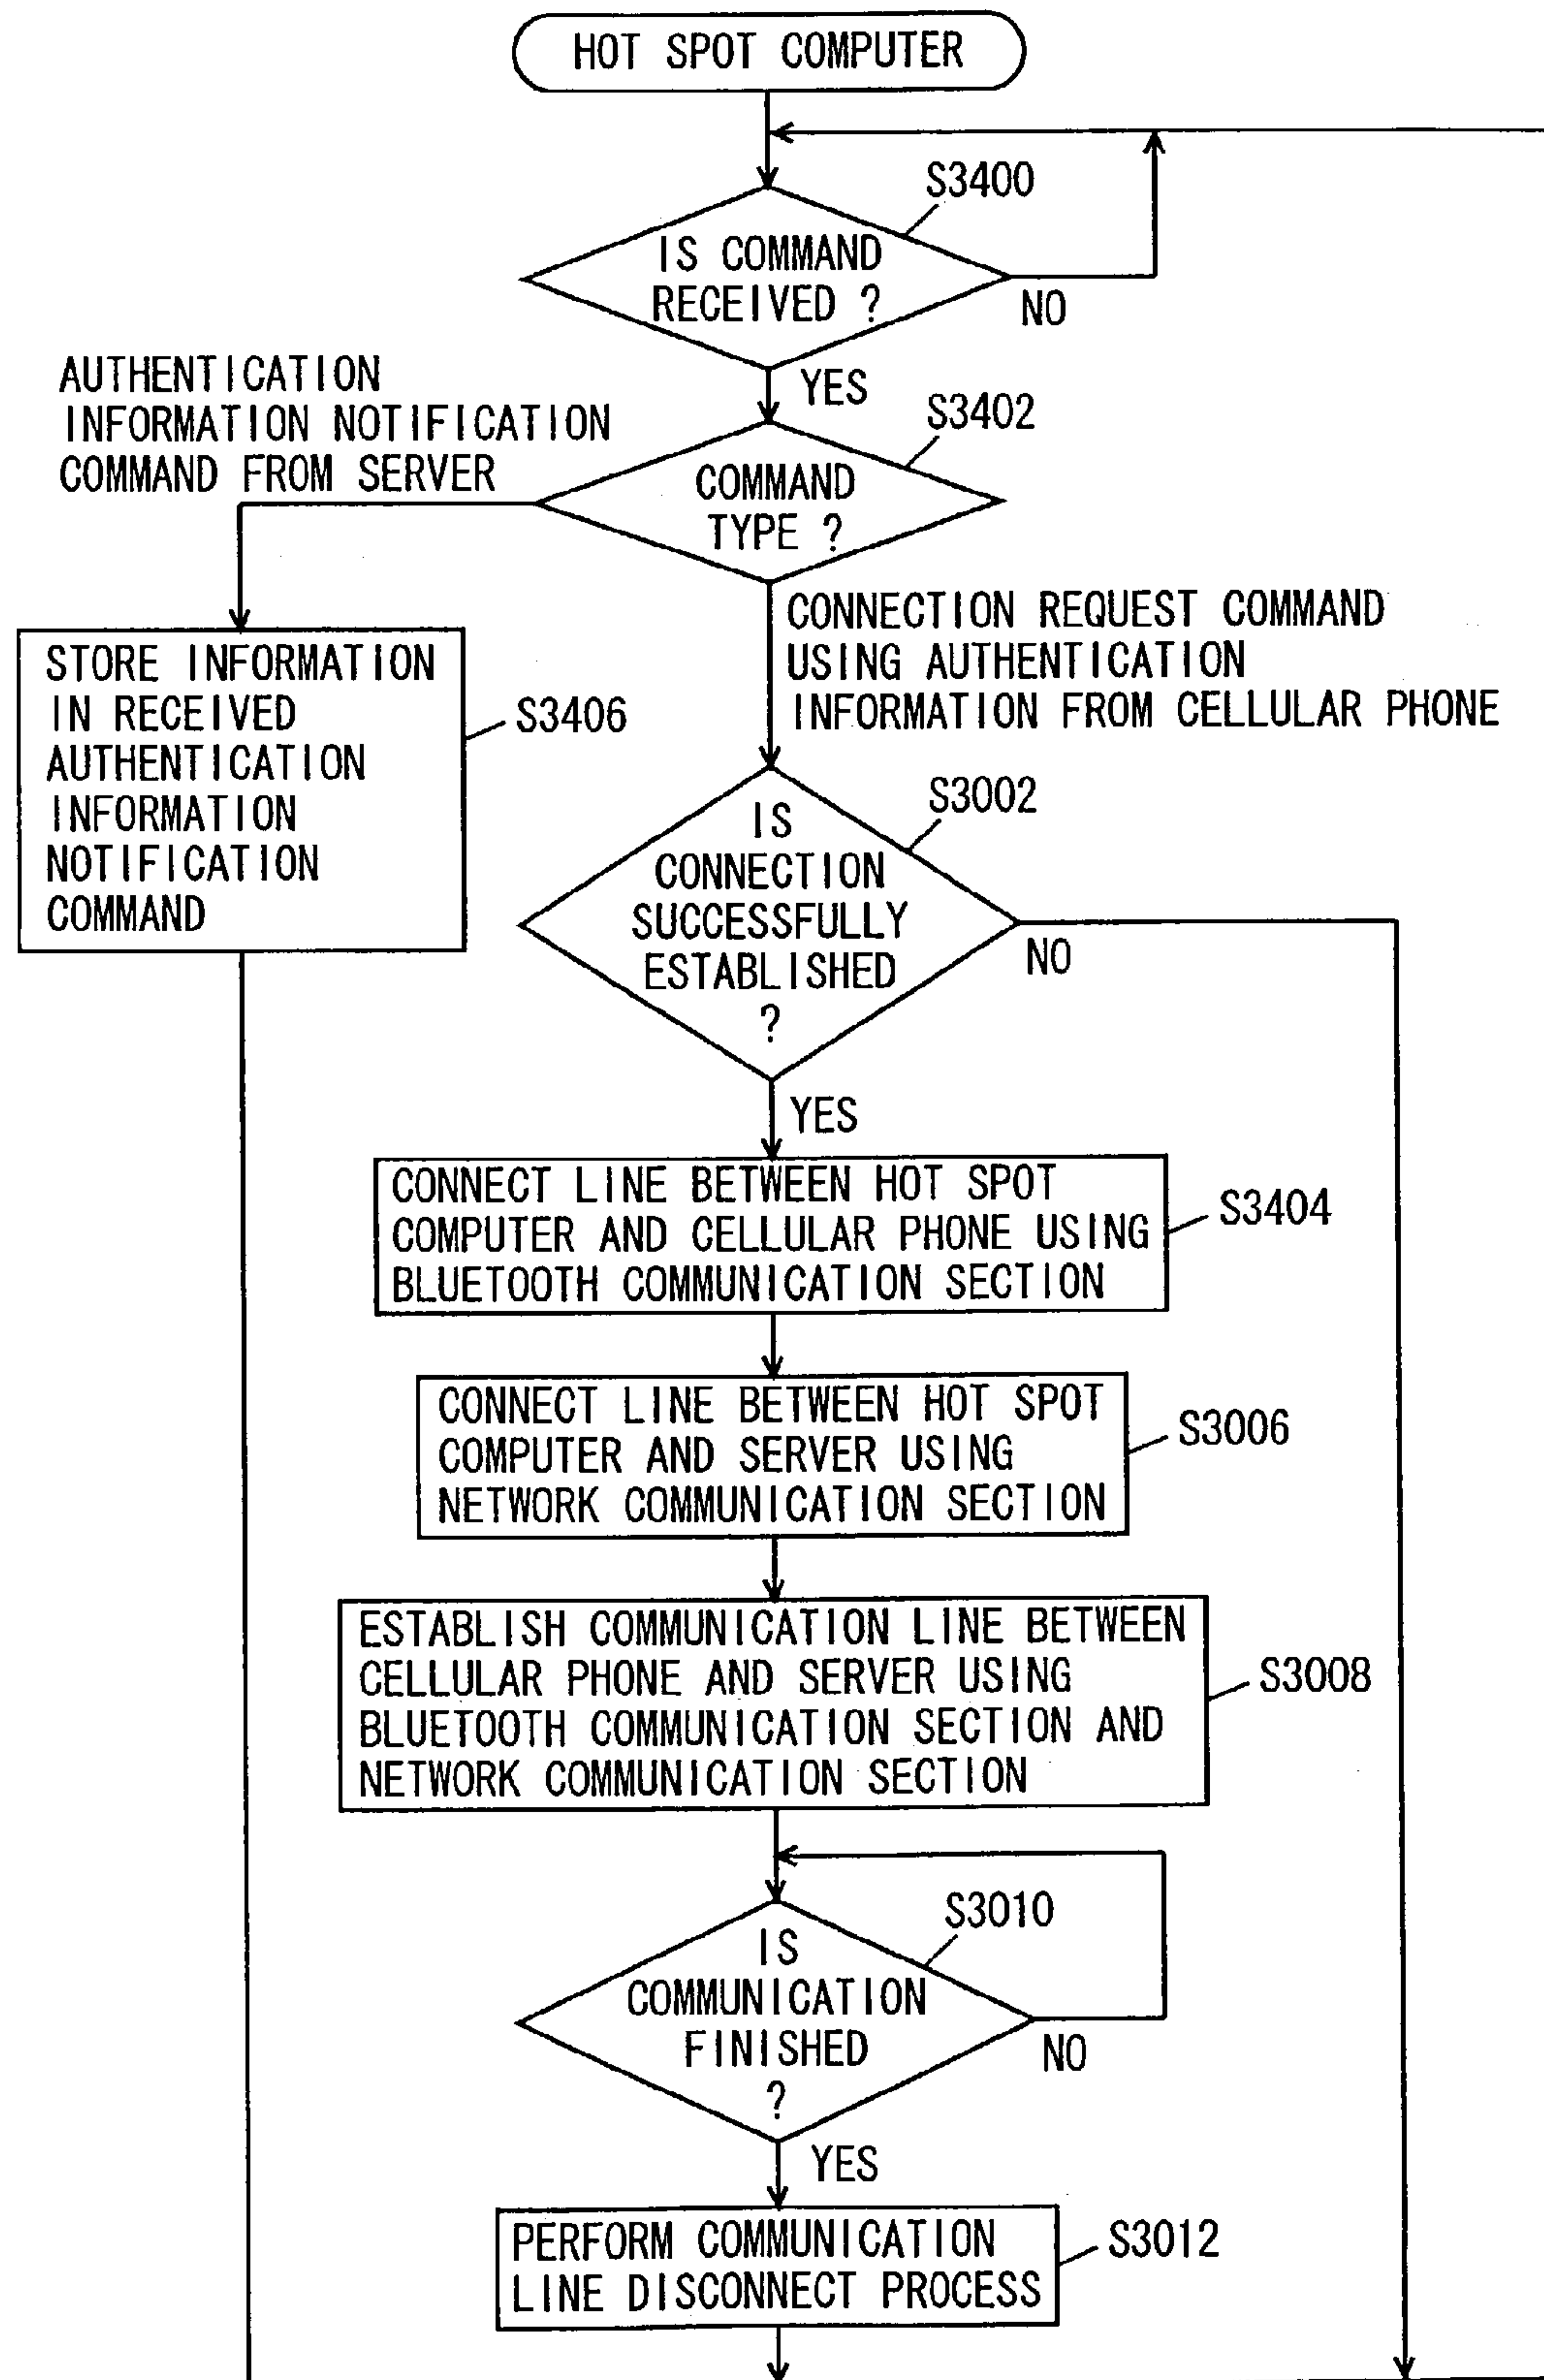 HOT SPOT COMPUTER
S3400
IS COMMAND
RECEIVED ?
NO
YES
AUTHENTICATION
INFORMATION NOTIFICATION
COMMAND FROM SERVER
S3402
COMMAND
TYPE ?
CONNECTION REQUEST COMMAND
USING AUTHENTICATION
INFORMATION FROM CELLULAR PHONE
STORE INFORMATION
IN RECEIVED
AUTHENTICATION
INFORMATION
NOTIFICATION
COMMAND
S3406
S3002
IS
CONNECTION
SUCCESSFULLY
ESTABLISHED
?
NO
YES
CONNECT LINE BETWEEN HOT SPOT
COMPUTER AND CELLULAR PHONE USING
BLUETOOTH COMMUNICATION SECTION
S3404
CONNECT LINE BETWEEN HOT SPOT
COMPUTER AND SERVER USING
NETWORK COMMUNICATION SECTION
S3006
ESTABLISH COMMUNICATION LINE BETWEEN
CELLULAR PHONE AND SERVER USING
BLUETOOTH COMMUNICATION SECTION AND
NETWORK COMMUNICATION SECTION
S3008
S3010
IS
COMMUNICATION
FINISHED
?
NO
YES
PERFORM COMMUNICATION
LINE DISCONNECT PROCESS
S3012